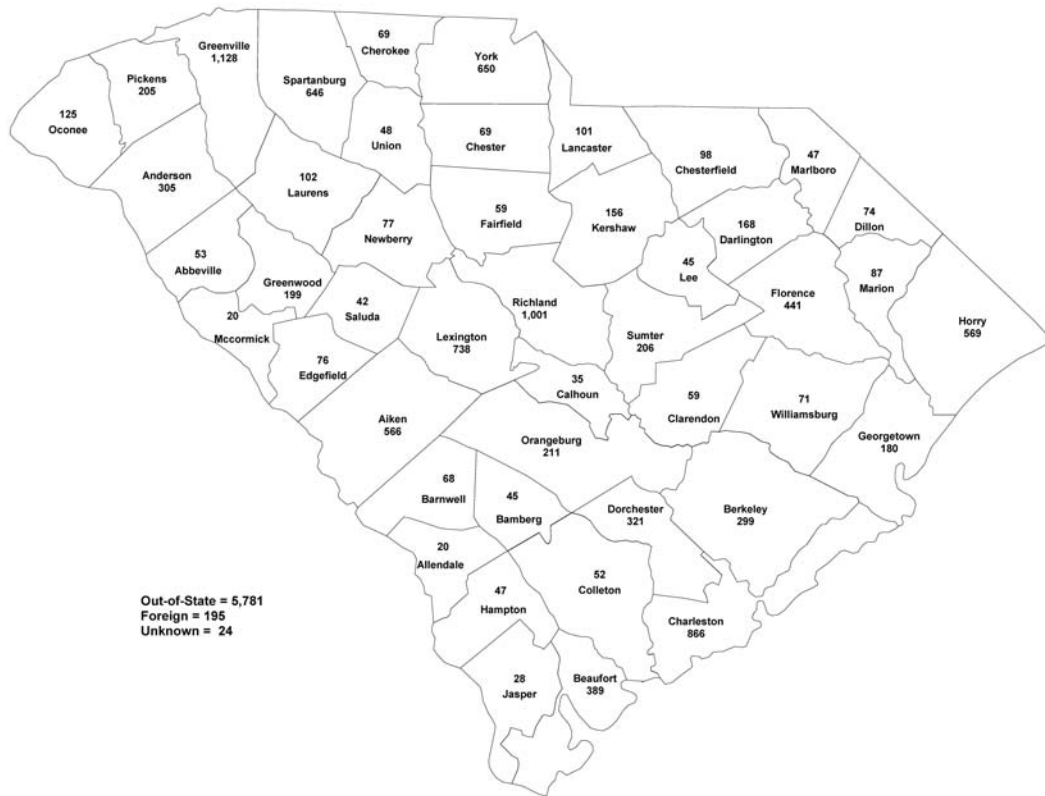 69
Cherokee
Greenville
1,128
York
650
Pickens
205
Spartanburg
646
125
Oconee
48
Union
69
Chester
101
Lancaster
98
Chesterfield
47
Marlboro
Anderson
305
102
Laurens
59
Fairfield
156
Kershaw
168
Darlington
74
Dillon
77
Newberry
53
Abbeville
45
Lee
87
Marion
Greenwood
199
Florence
441
42
Saluda
Richland
1,001
20
Mccormick
Lexington
738
Sumter
206
Horry
569
76
Edgefield
35
Calhoun
59
Clarendon
71
Williamsburg
Aiken
566
Orangeburg
211
Georgetown
180
68
Barnwell
45
Bamberg
Dorchester
321
Berkeley
299
20
Allendale
52
Colleton
47
Hampton
Out-of-State = 5,781
Foreign = 195
Unknown = 24
Charleston
866
28
Jasper
Beaufort
389